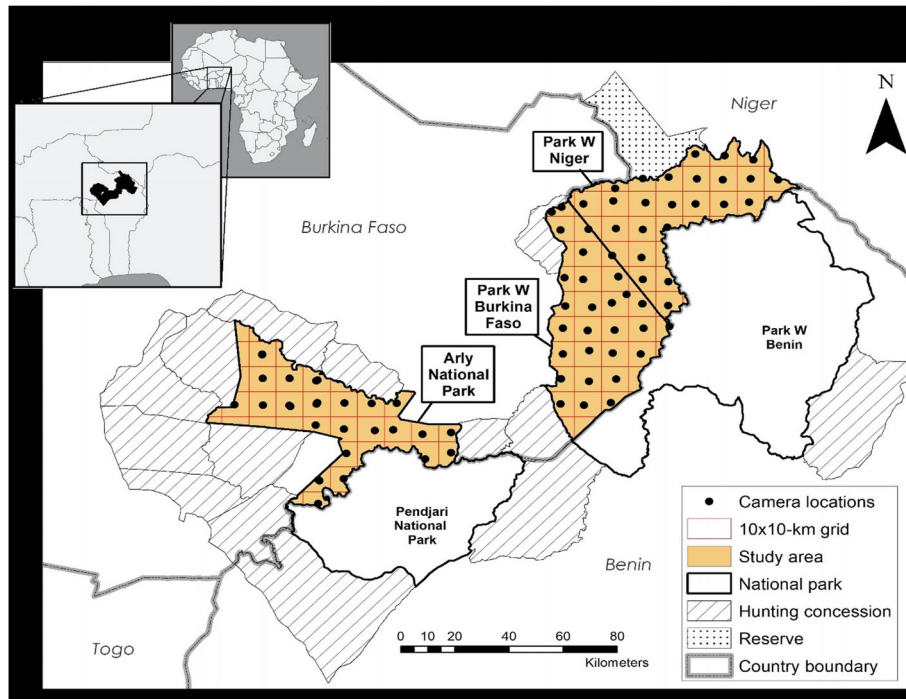 N
Niger
Park W
Niger
Burkina Faso
Park W
Burkina
Faso
Park W
Benin
Arly
National
Park
Pendjari
National
Park
Benin
Togo
Camera locations
10x10-km grid
Study area
National park
Hunting concession
Reserve
Country boundary
0 10 20 40 60 80
Kilometers